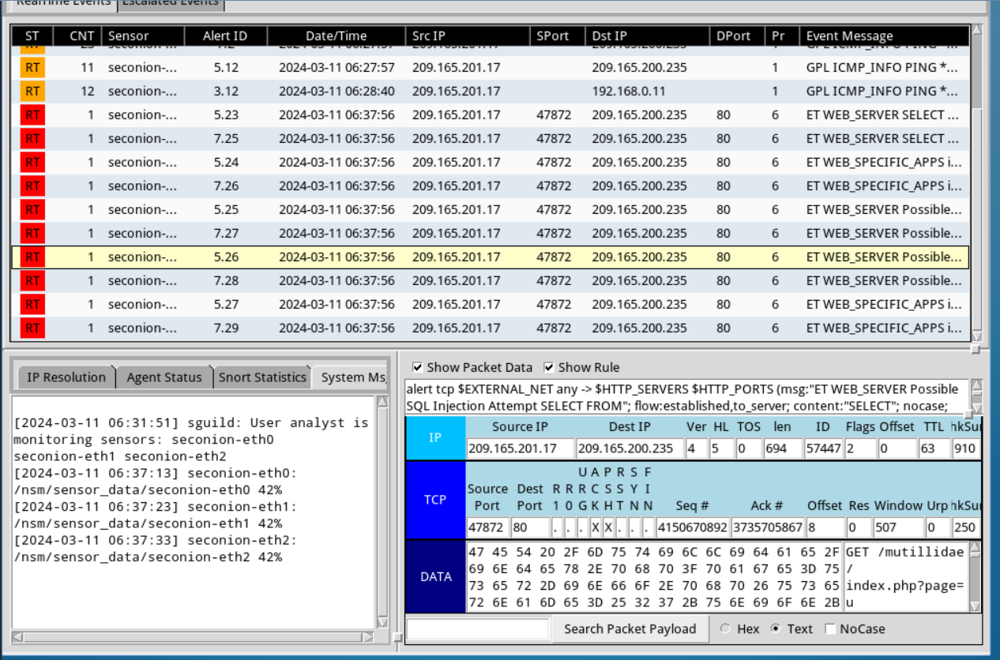 RealTime Events Escalated Events
ST CNT Sensor Alert ID Date/Time Src IP SPort Dst IP DPort Pr Event Message
RT 11 seconion-... 5.12 2024-03-11 06:27:57 209.165.201.17 209.165.200.235 1 GPL ICMP_INFO PING *...
RT 12 seconion-... 3.12 2024-03-11 06:28:40 209.165.201.17 192.168.0.11 1 GPL ICMP_INFO PING *...
RT 1 seconion-... 5.23 2024-03-11 06:37:56 209.165.201.17 47872 209.165.200.235 80 6 ET WEB_SERVER SELECT ...
RT 1 seconion-... 7.25 2024-03-11 06:37:56 209.165.201.17 47872 209.165.200.235 80 6 ET WEB_SERVER SELECT ...
RT 1 seconion-... 5.24 2024-03-11 06:37:56 209.165.201.17 47872 209.165.200.235 80 6 ET WEB_SPECIFIC_APPS i...
RT 1 seconion-... 7.26 2024-03-11 06:37:56 209.165.201.17 47872 209.165.200.235 80 6 ET WEB_SPECIFIC_APPS i...
RT 1 seconion-... 5.25 2024-03-11 06:37:56 209.165.201.17 47872 209.165.200.235 80 6 ET WEB_SERVER Possible...
RT 1 seconion-... 7.27 2024-03-11 06:37:56 209.165.201.17 47872 209.165.200.235 80 6 ET WEB_SERVER Possible...
RT 1 seconion-... 5.26 2024-03-11 06:37:56 209.165.201.17 47872 209.165.200.235 80 6 ET WEB_SERVER Possible...
RT 1 seconion-... 7.28 2024-03-11 06:37:56 209.165.201.17 47872 209.165.200.235 80 6 ET WEB_SERVER Possible...
RT 1 seconion-... 5.27 2024-03-11 06:37:56 209.165.201.17 47872 209.165.200.235 80 6 ET WEB_SPECIFIC_APPS i...
RT 1 seconion-... 7.29 2024-03-11 06:37:56 209.165.201.17 47872 209.165.200.235 80 6 ET WEB_SPECIFIC_APPS i...
IP Resolution Agent Status Snort Statistics System Ms
[2024-03-11 06:31:51] sguild: User analyst is
monitoring sensors: seconion-eth0
seconion-eth1 seconion-eth2
[2024-03-11 06:37:13] seconion-eth0:
/nsm/sensor_data/seconion-eth0 42%
[2024-03-11 06:37:23] seconion-eth1:
/nsm/sensor_data/seconion-eth1 42%
[2024-03-11 06:37:33] seconion-eth2:
/nsm/sensor_data/seconion-eth2 42%
Show Packet Data Show Rule
alert tcp $EXTERNAL_NET any -> $HTTP_SERVERS $HTTP_PORTS (msg:"ET WEB_SERVER Possible
SQL Injection Attempt SELECT FROM"; flow:established,to_server; content:"SELECT"; nocase;
IP
Source IP Dest IP Ver HL TOS len ID Flags Offset TTL hkSu
209.165.201.17 209.165.200.235 4 5 0 694 57447 2 0 63 910
TCP
U A P R S F
Source Dest R R R C S S Y I
Port Port 1 0 G K H T N N Seq # Ack # Offset Res Window Urp hkSu
47872 80 . . . X X . . . 4150670892 3735705867 8 0 507 0 250
DATA
47 45 54 20 2F 6D 75 74 69 6C 6C 69 64 61 65 2F
69 6E 64 65 78 2E 70 68 70 3F 70 61 67 65 3D 75
73 65 72 2D 69 6E 66 6F 2E 70 68 70 26 75 73 65
72 6E 61 6D 65 3D 25 32 37 2B 75 6E 69 6F 6E 2B
GET /mutillidae
/
index.php?page=
u
Search Packet Payload Hex Text NoCase